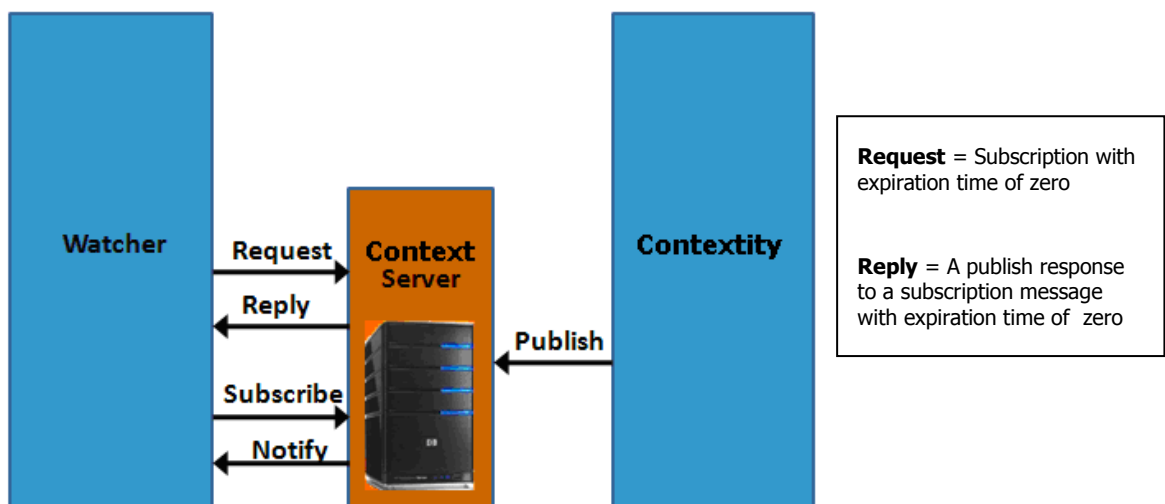 Watcher
Request
Reply
Subscribe
Notify
Context
Server
Publish
Contextity
Request = Subscription with
expiration time of zero
Reply = A publish response
to a subscription message
with expiration time of zero